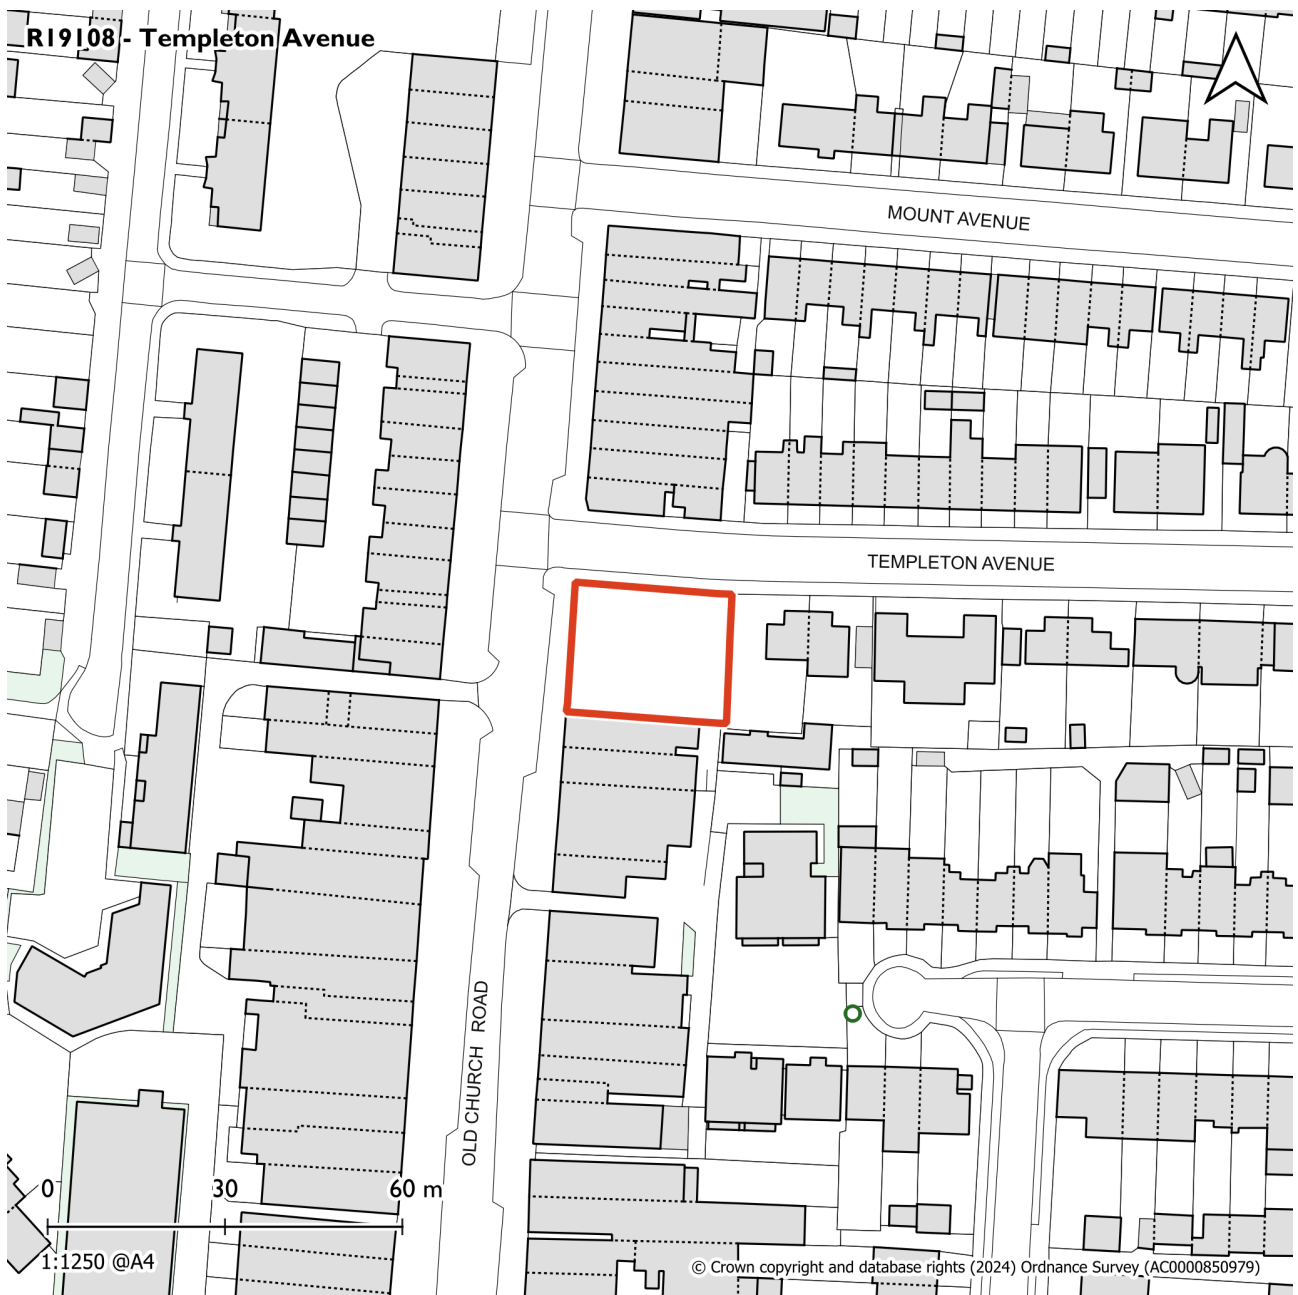 R19108 - Templeton Avenue
MOUNT AVENUE
TEMPLETON AVENUE
OLD CHURCH ROAD
0 30 60 m
1:1250 @A4
© Crown copyright and database rights (2024) Ordnance Survey (AC0000850979)